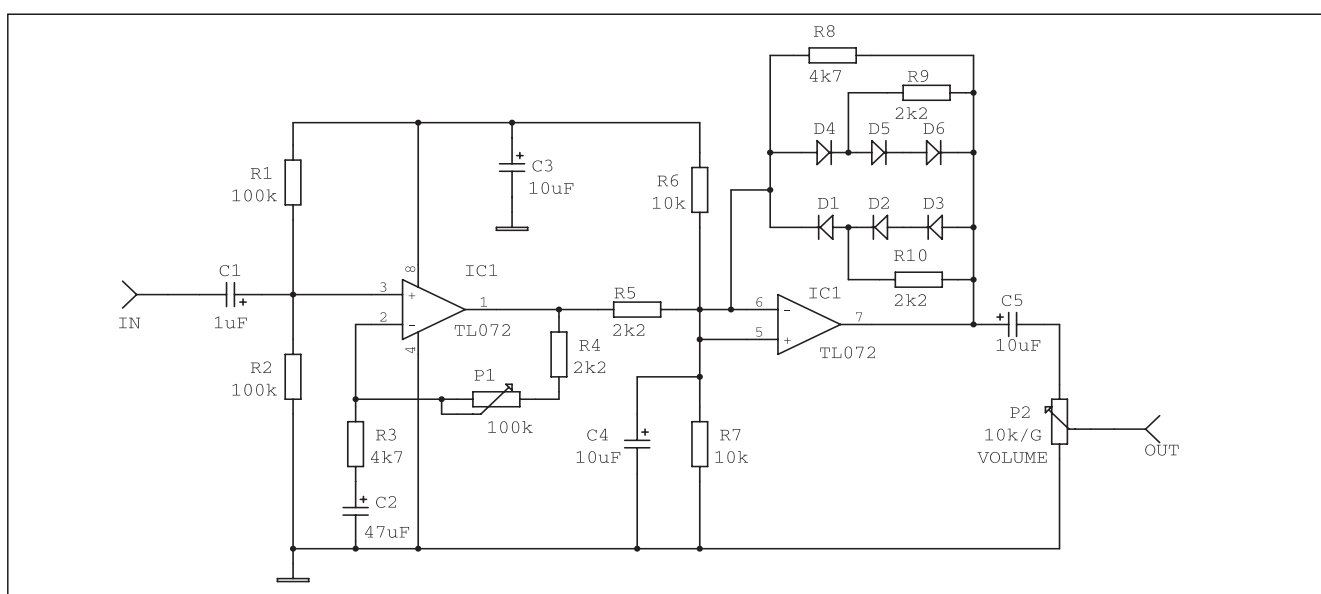 R8
4k7
R9
2k2
D4 D5 D6
R1
100k
+
C3
10uF
R6
10k
D1 D2 D3
R10
2k2
C1
+
1uF
IN
8
IC1
3
+
2
-
1
4
TL072
R5
2k2
IC1
6
-
5
+
7
TL072
+
C5
10uF
R2
100k
R4
2k2
P1
100k
R3
4k7
+
C2
47uF
+
C4
10uF
R7
10k
P2
10k/G
VOLUME
OUT